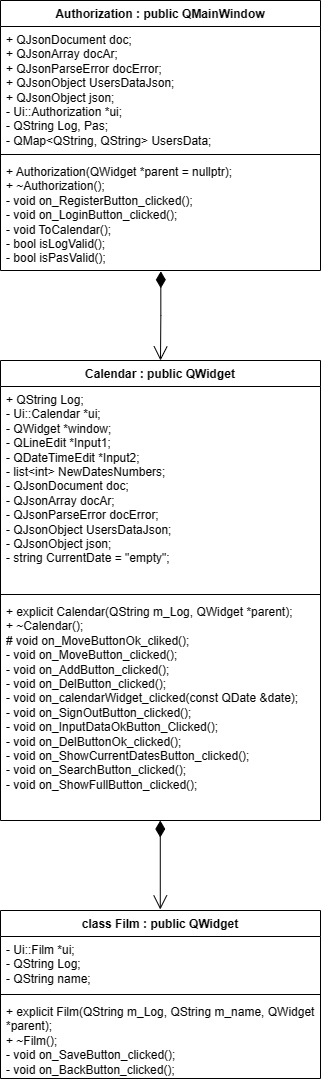 Authorization : public QMainWindow
+ QJsonDocument doc;
+ QJsonArray docAr;
+ QJsonParseError docError;
+ QJsonObject UsersDataJson;
+ QJsonObject json;
- Ui::Authorization *ui;
- QString Log, Pas;
- QMap<QString, QString> UsersData;
+ Authorization(QWidget *parent = nullptr);
+ ~Authorization();
- void on_RegisterButton_clicked();
- void on_LoginButton_clicked();
- void ToCalendar();
- bool isLogValid();
- bool isPasValid();
Calendar : public QWidget
+ QString Log;
- Ui::Calendar *ui;
- QWidget *window;
- QLineEdit *Input1;
- QDateTimeEdit *Input2;
- list<int> NewDatesNumbers;
- QJsonDocument doc;
- QJsonArray docAr;
- QJsonParseError docError;
- QJsonObject UsersDataJson;
- QJsonObject json;
- string CurrentDate = "empty";
+ explicit Calendar(QString m_Log, QWidget *parent);
+ ~Calendar();
# void on_MoveButtonOk_cliked();
- void on_MoveButton_clicked();
- void on_AddButton_clicked();
- void on_DelButton_clicked();
- void on_calendarWidget_clicked(const QDate &date);
- void on_SignOutButton_clicked();
- void on_InputDataOkButton_Clicked();
- void on_DelButtonOk_clicked();
- void on_ShowCurrentDatesButton_clicked();
- void on_SearchButton_clicked();
- void on_ShowFullButton_clicked();
class Film : public QWidget
- Ui::Film *ui;
- QString Log;
- QString name;
+ explicit Film(QString m_Log, QString m_name, QWidget
*parent);
+ ~Film();
- void on_SaveButton_clicked();
- void on_BackButton_clicked();